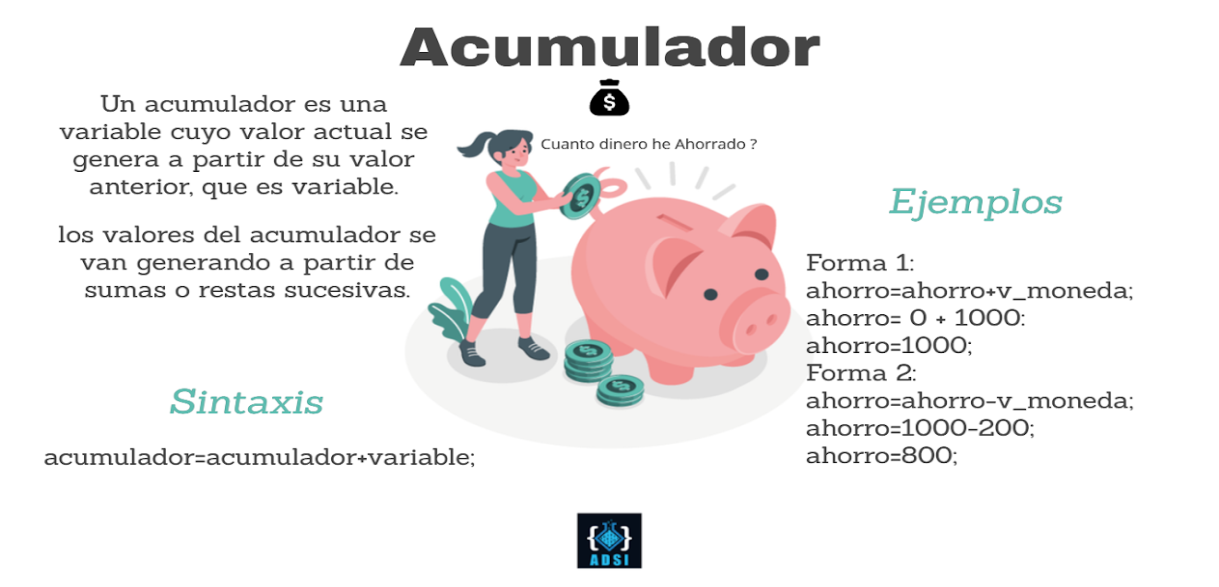 Acumulador
$
Un acumulador es una
variable cuyo valor actual se
genera a partir de su valor
anterior, que es variable.
los valores del acumulador se
van generando a partir de
sumas o restas sucesivas.
Sintaxis
acumulador=acumulador+variable;
Cuanto dinero he Ahorrado ?
$
$
$
Ejemplos
Forma 1:
ahorro=ahorro+v_moneda;
ahorro= 0 + 1000:
ahorro=1000;
Forma 2:
ahorro=ahorro-v_moneda;
ahorro=1000-200;
ahorro=800;
{ }
ADSI